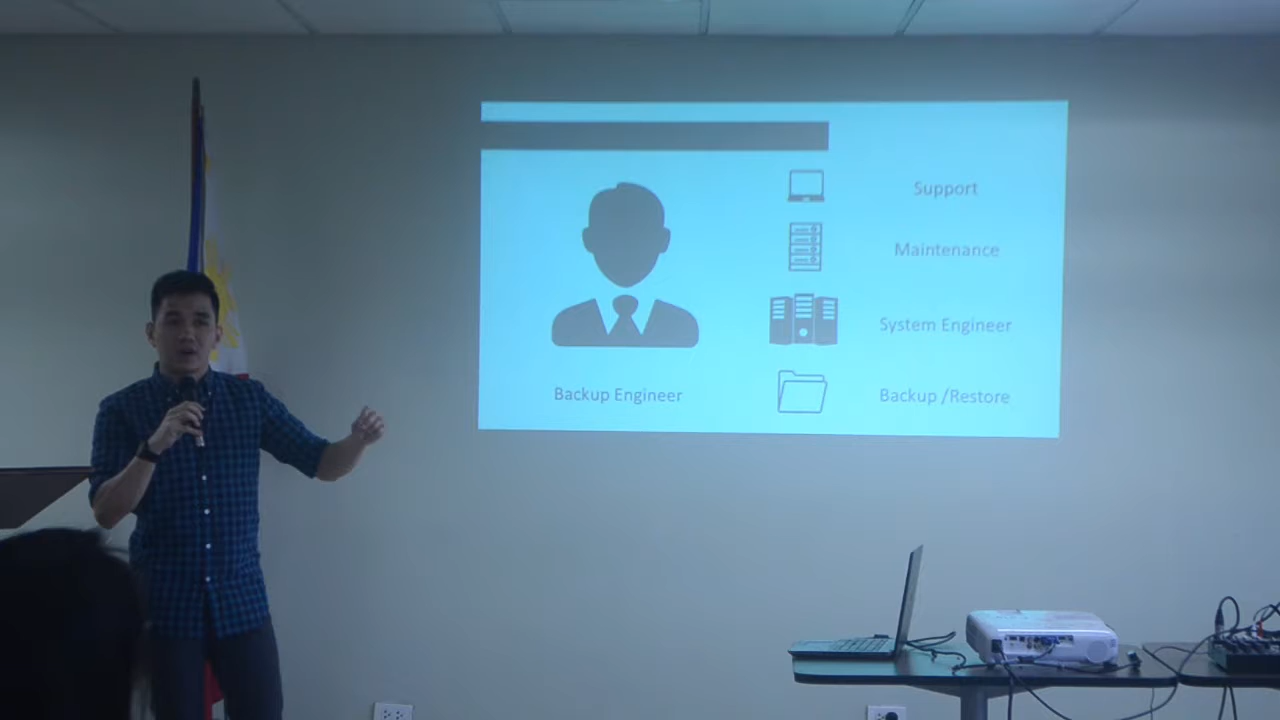 Support
Maintenance
System Engineer
Backup Engineer
Backup /Restore